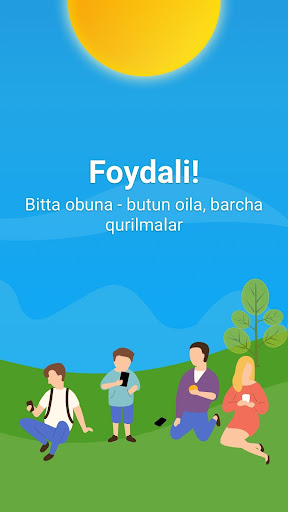 Foydali!
Bitta obuna - butun oila, barcha
qurilmalar